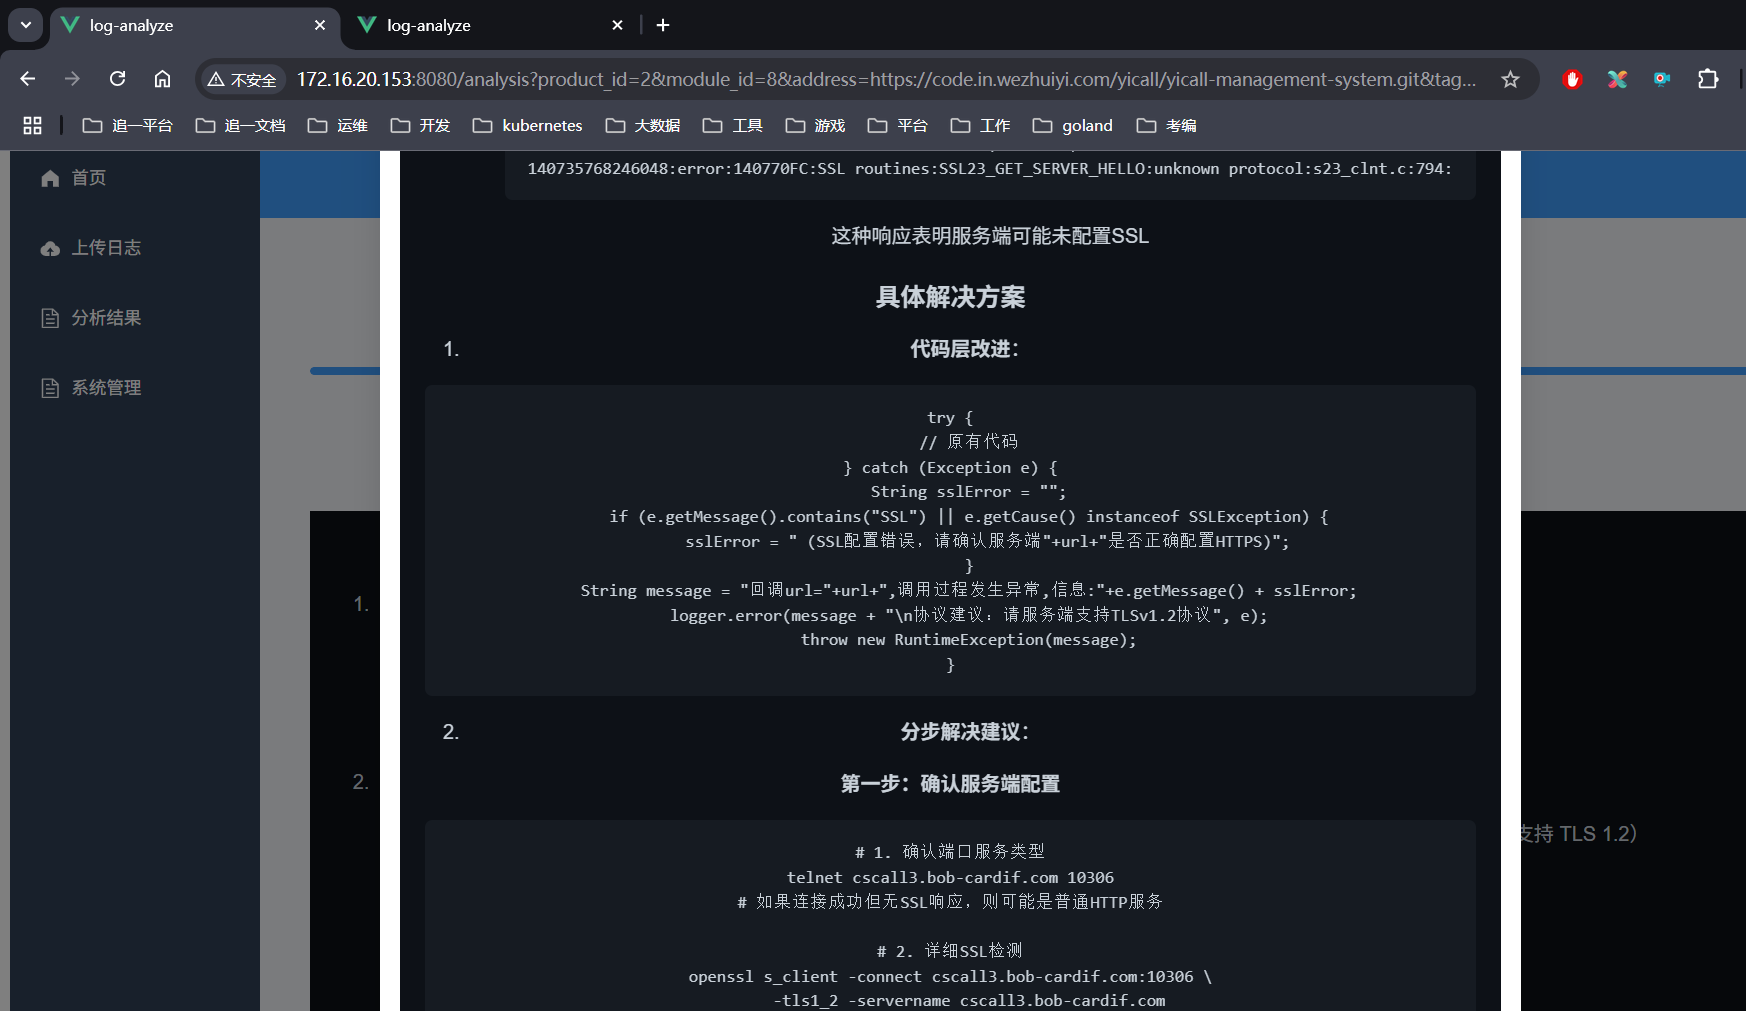 log-analyze
log-analyze
不安全
172.16.20.153:8080/analysis?product_id=2&module_id=8&address=https://code.in.wezhuiyi.com/yicall/yicall-management-system.git&tag...
追一平台
追一文档
运维
开发
kubernetes
大数据
工具
游戏
平台
工作
goland
考编
首页
上传日志
分析结果
系统管理
140735768246048:error:140770FC:SSL routines:SSL23_GET_SERVER_HELLO:unknown protocol:s23_clnt.c:794:
这种响应表明服务端可能未配置SSL
具体解决方案
1. 代码层改进：
try {
// 原有代码
} catch (Exception e) {
String sslError = "";
if (e.getMessage().contains("SSL") || e.getCause() instanceof SSLException) {
sslError = " (SSL配置错误，请确认服务端"+url+"是否正确配置HTTPS)";
}
String message = "回调url="+url+",调用过程发生异常,信息:"+e.getMessage() + sslError;
logger.error(message + "\n协议建议：请服务端支持TLSv1.2协议", e);
throw new RuntimeException(message);
}
2. 分步解决建议：
第一步：确认服务端配置
# 1. 确认端口服务类型
telnet cscall3.bob-cardif.com 10306
# 如果连接成功但无SSL响应，则可能是普通HTTP服务
# 2. 详细SSL检测
openssl s_client -connect cscall3.bob-cardif.com:10306 \
-tls1_2 -servername cscall3.bob-cardif.com
1.
2.
支持 TLS 1.2）